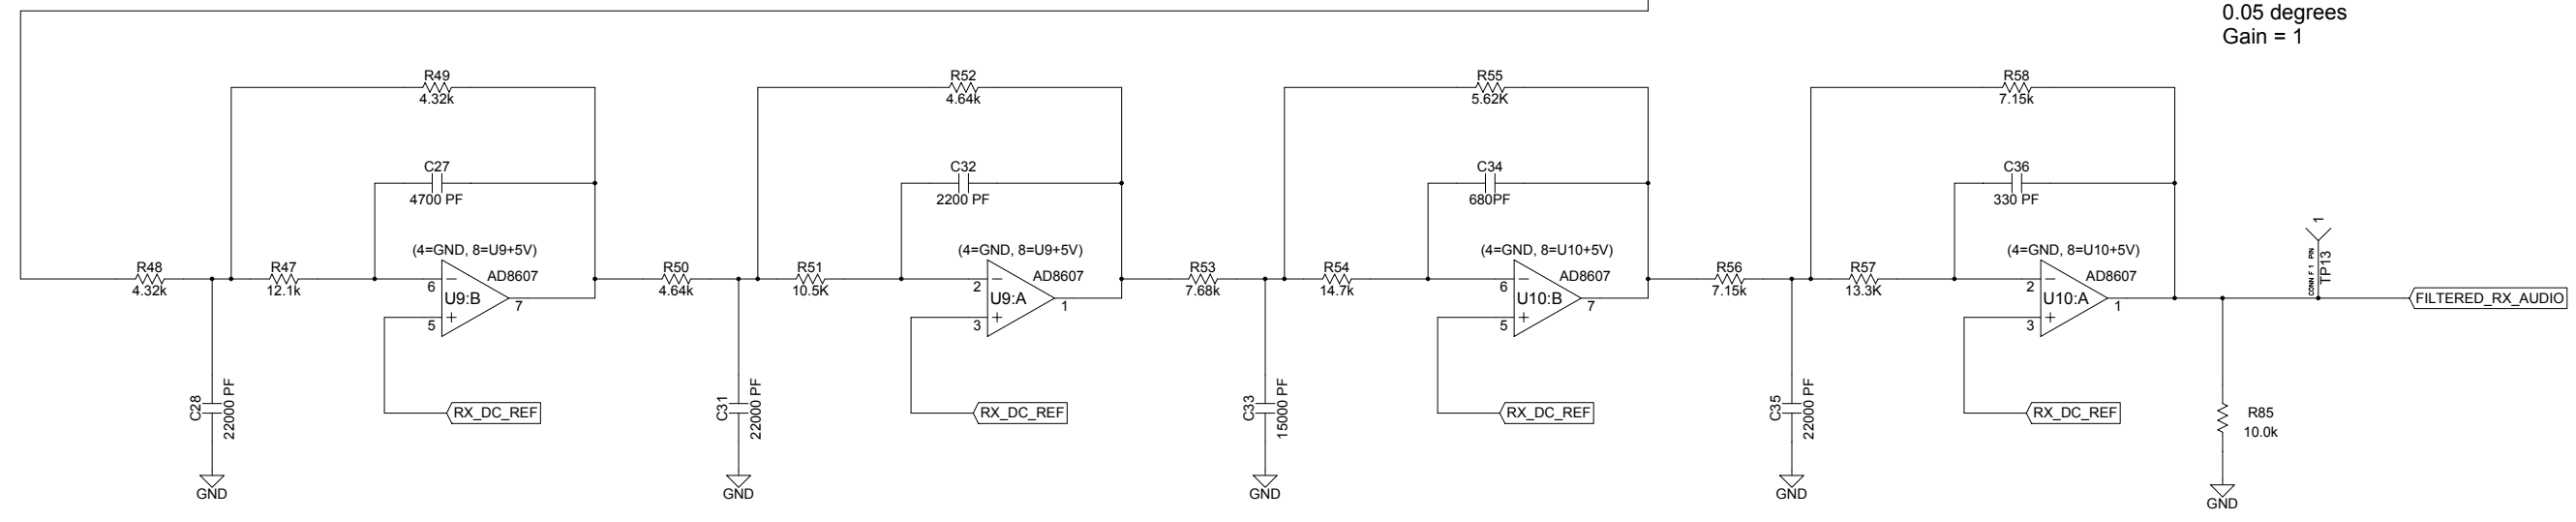 0.05 degrees
Gain = 1
R49
4.32k
R52
4.64k
R55
5.62K
R58
7.15k
C27
4700 PF
C32
2200 PF
C34
680PF
C36
330 PF
(4=GND, 8=U9+5V)
(4=GND, 8=U9+5V)
(4=GND, 8=U10+5V)
(4=GND, 8=U10+5V)
R48
4.32k
R47
12.1k
6
5
7
U9:B
AD8607
R50
4.64k
R51
10.5K
2
3
1
U9:A
AD8607
R53
7.68k
R54
14.7k
6
5
7
U10:B
AD8607
R56
7.15k
R57
13.3K
2
3
1
U10:A
AD8607
1
CONN F 1 PIN
TP13
FILTERED_RX_AUDIO
C28
22000 PF
RX_DC_REF
C31
22000 PF
RX_DC_REF
C33
15000 PF
RX_DC_REF
C35
22000 PF
RX_DC_REF
R85
10.0k
GND
GND
GND
GND
GND